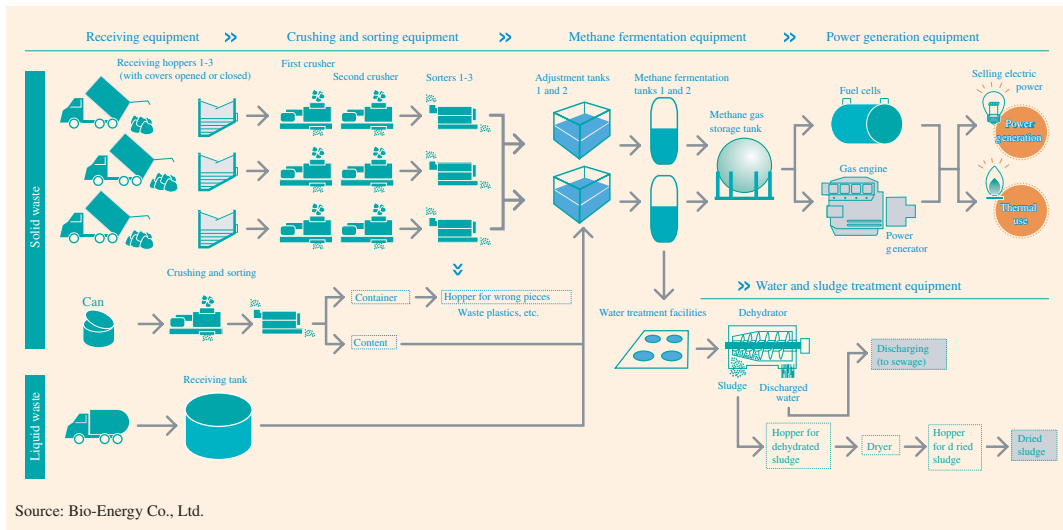 Receiving equipment »
Crushing and sorting equipment »
Methane fermentation equipment »
Power generation equipment
Solid waste
Receiving hoppers 1-3
(with covers opened or closed)
First crusher
Second crusher
Sorters 1-3
Adjustment tanks
1 and 2
Methane fermentation
tanks 1 and 2
Methane gas
storage tank
Fuel cells
Gas engine
Power
generator
Selling electric
power
Power
generation
Thermal
use
Can
Crushing and sorting
Container
Hopper for wrong pieces
Waste plastics, etc.
Content
» Water and sludge treatment equipment
Water treatment facilities
Dehydrator
Sludge
Discharged
water
Discharging
(to sewage)
Hopper for
dehydrated
sludge
Dryer
Hopper
for d ried
sludge
Dried
sludge
Liquid waste
Receiving tank
Source: Bio-Energy Co., Ltd.